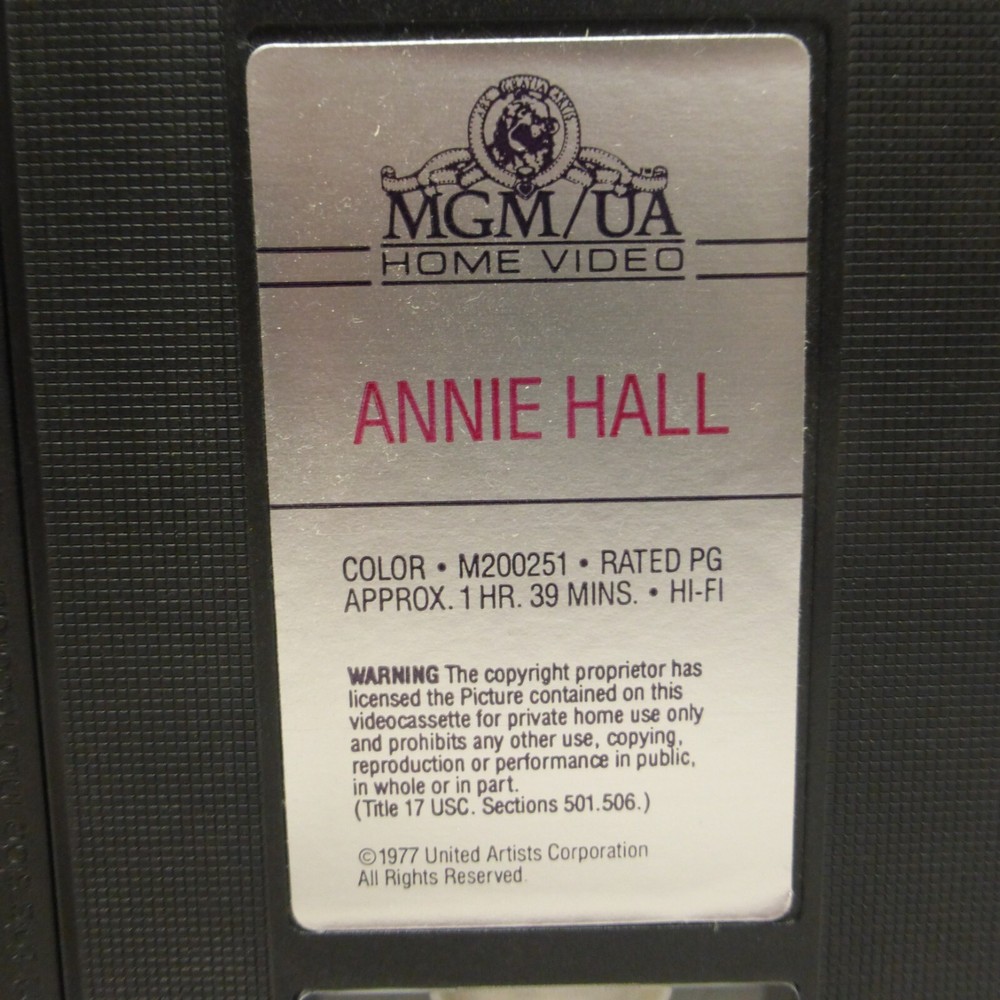 ARS GRATIA ARTIS
MGM/UA
HOME VIDEO
ANNIE HALL
COLOR • M200251 • RATED PG
APPROX. 1 HR. 39 MINS. • HI-FI
WARNING The copyright proprietor has
licensed the Picture contained on this
videocassette for private home use only
and prohibits any other use, copying,
reproduction or performance in public,
in whole or in part.
(Title 17 USC. Sections 501.506.)
©1977 United Artists Corporation
All Rights Reserved.